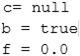 c= null
b = true
f = 0.0